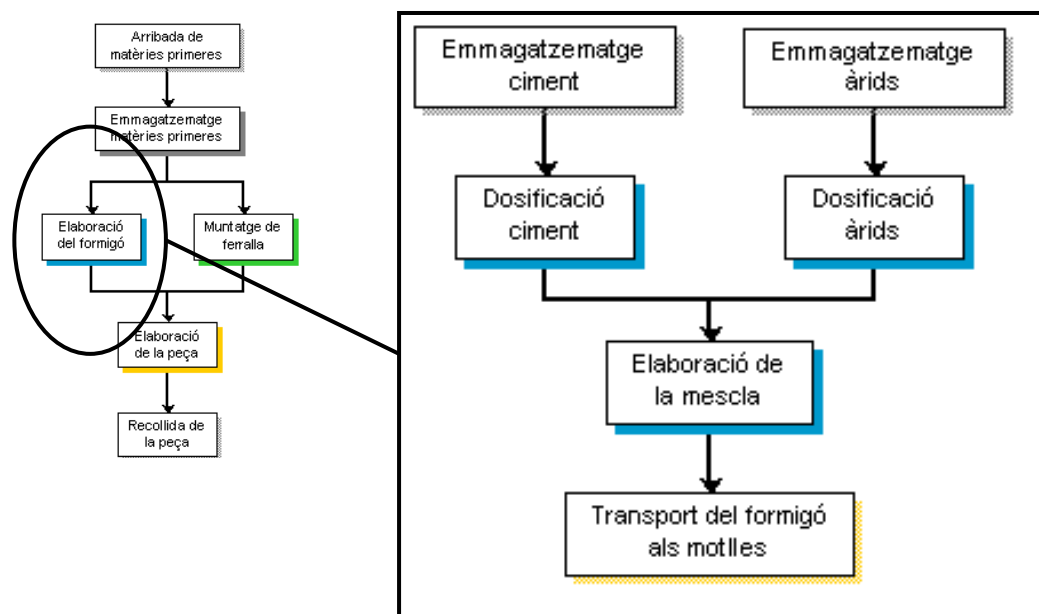 Arribada de
matèries primeres
Emmagatzematge
matèries primeres
Elaboració
del formigó
Muntatge de
ferralla
Elaboració
de la peça
Recollida de
la peça
Emmagatzematge
ciment
Emmagatzematge
àrids
Dosificació
ciment
Dosificació
àrids
Elaboració de
la mescla
Transport del formigó
als motlles